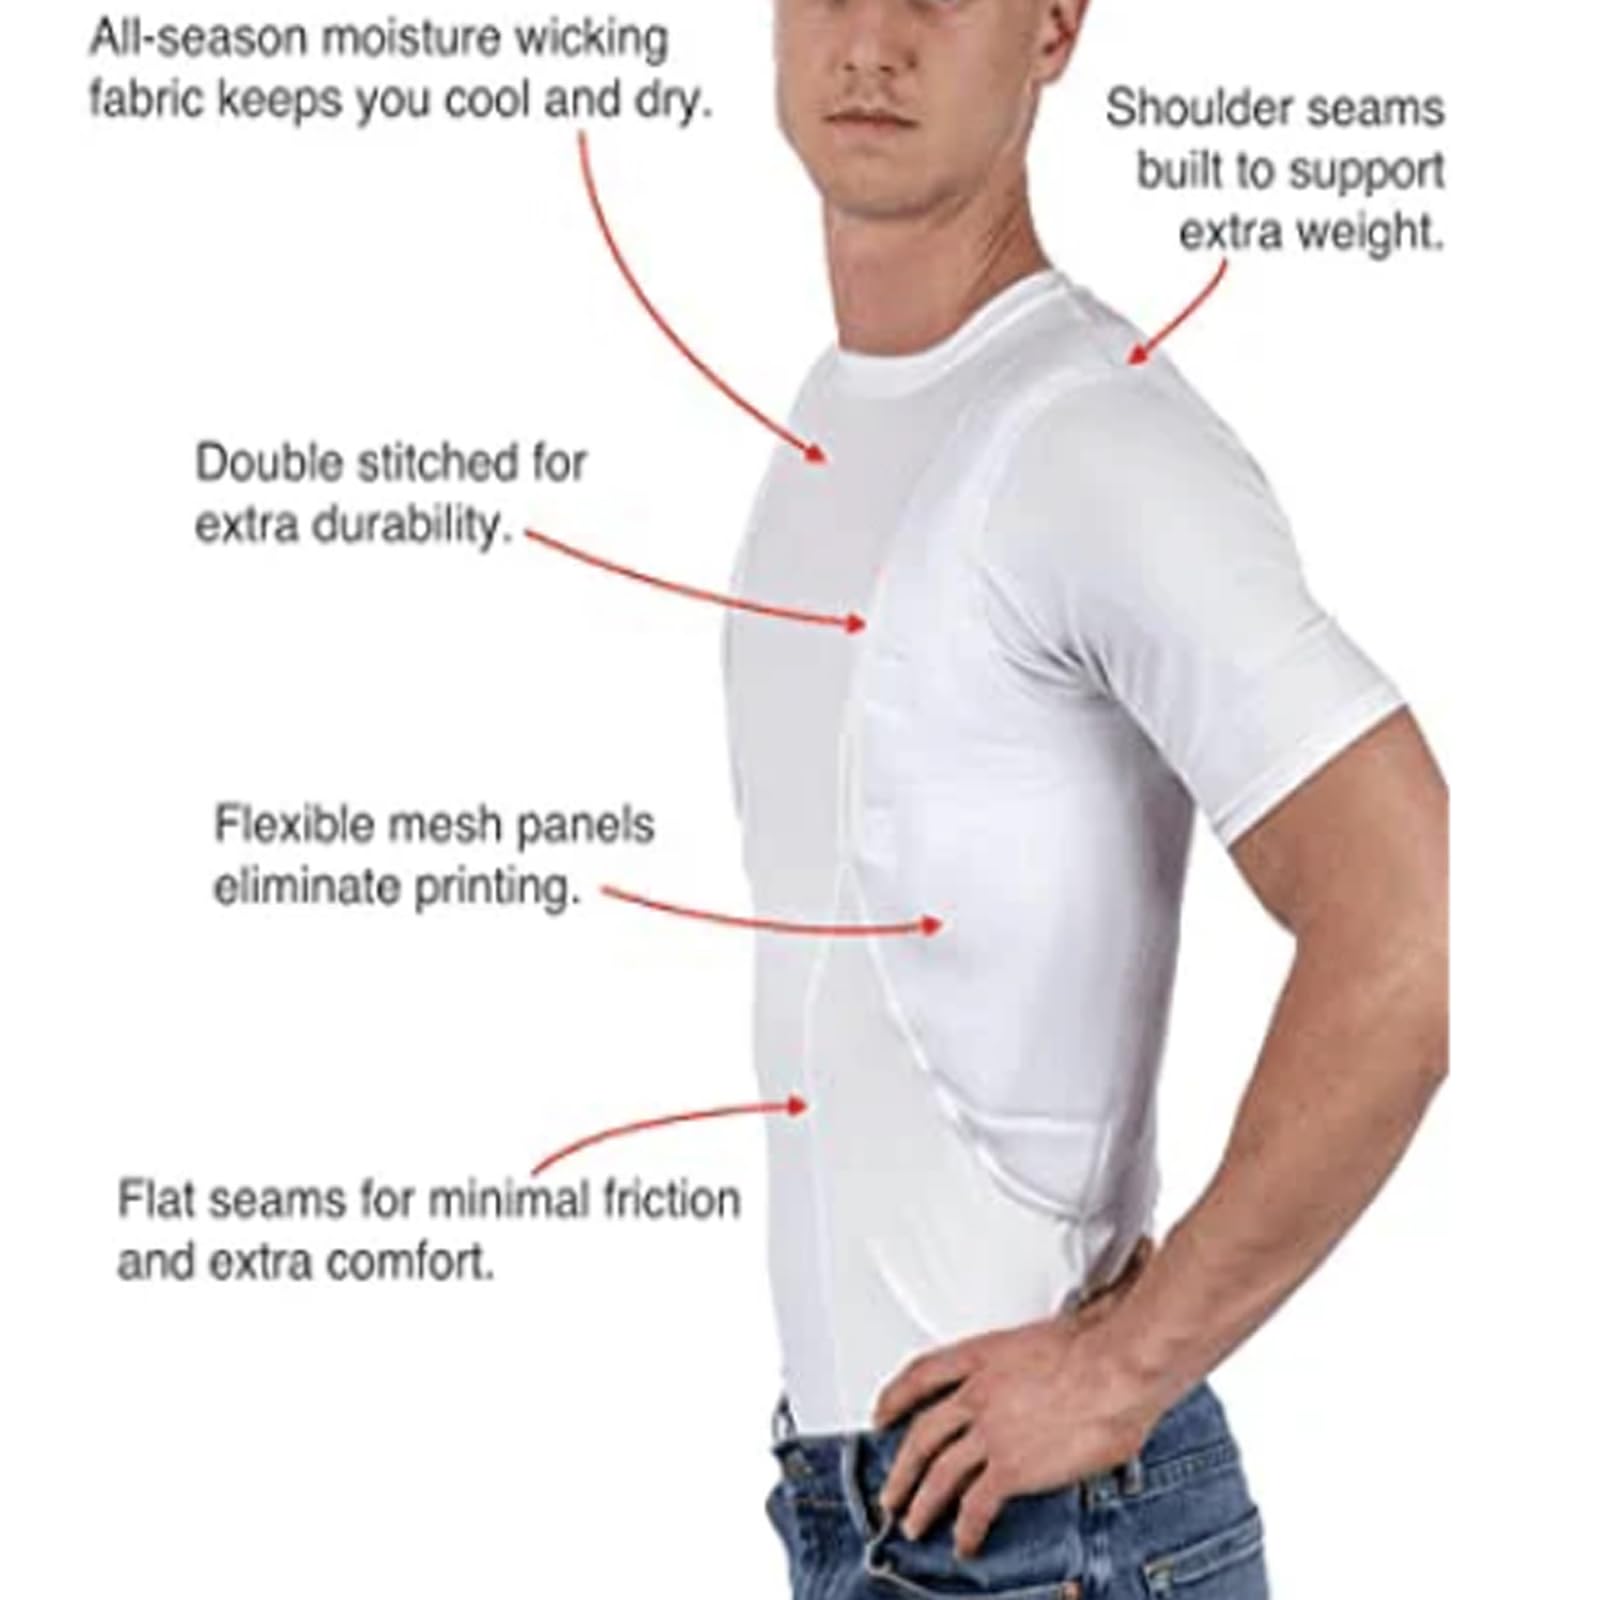 All-season moisture wicking
fabric keeps you cool and dry.
Shoulder seams
built to support
extra weight.
Double stitched for
extra durability.
Flexible mesh panels
eliminate printing.
Flat seams for minimal friction
and extra comfort.